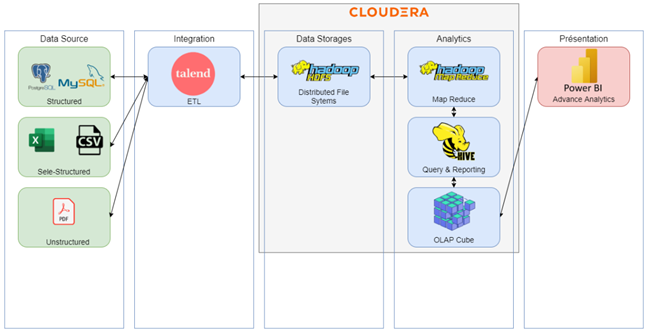 CLOUDERA
Data Source
Integration
Data Storages
Analytics
Présentation
PostgreSQL
MySQL
Structured
talend
ETL
hadoop
HDFS
Distributed File
Sytems
hadoop
Map Reduce
Map Reduce
Power BI
Advance Analytics
CSV
Sele-Structured
HIVE
Query & Reporting
PDF
Unstructured
OLAP Cube